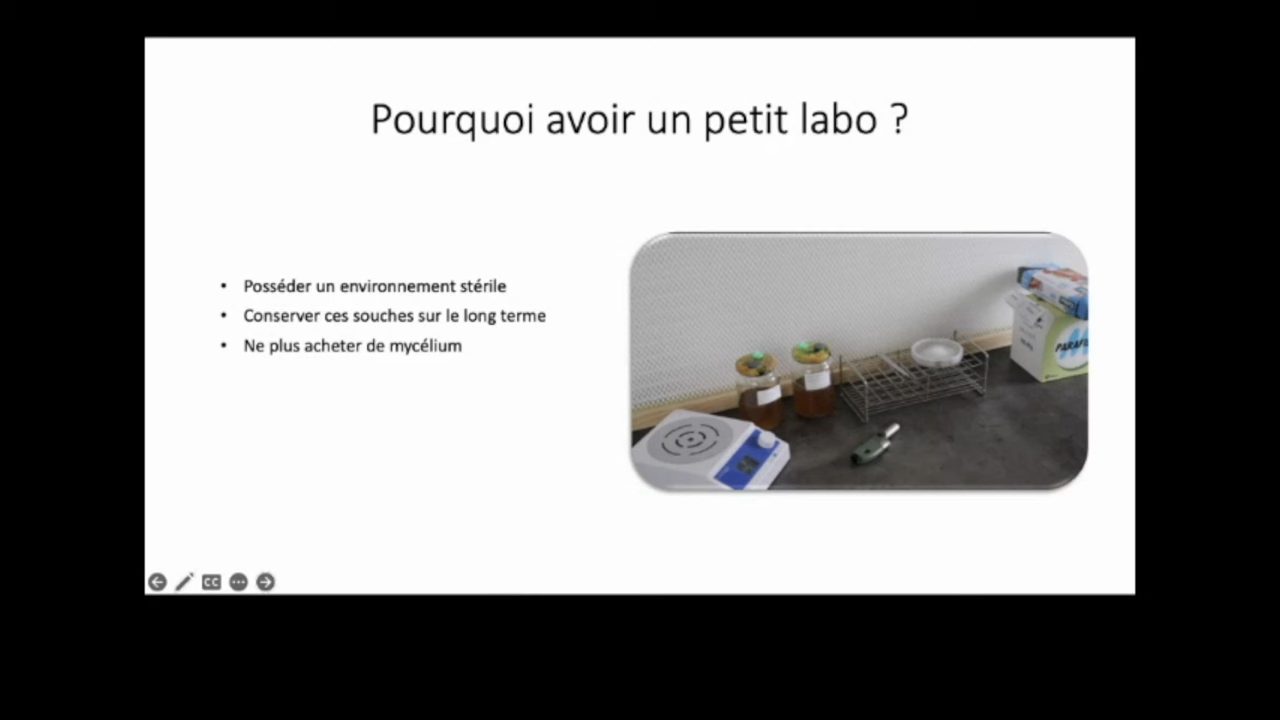 Pourquoi avoir un petit labo ?
• Posséder un environnement stérile
• Conserver ces souches sur le long terme
• Ne plus acheter de mycélium
CC